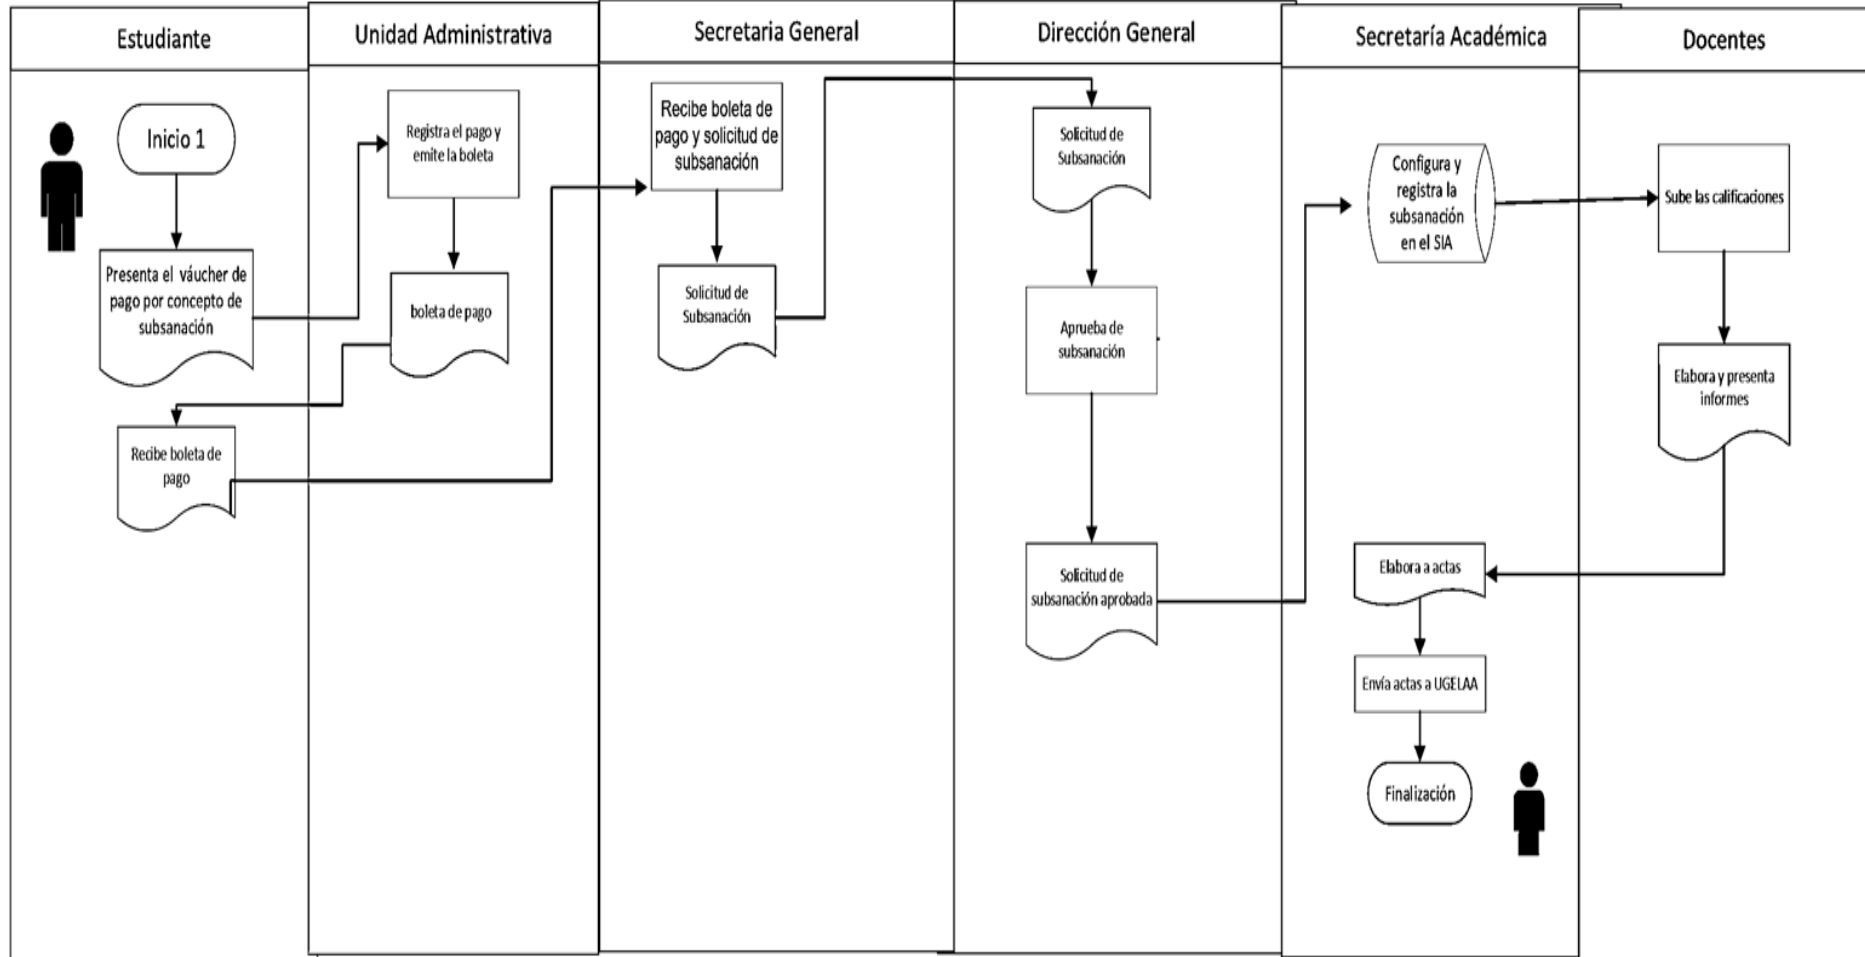 Estudiante
Unidad Administrativa
Secretaria General
Dirección General
Secretaría Académica
Docentes
Inicio 1
Presenta el váucher de
pago por concepto de
subsanación
Recibe boleta de
pago
Registra el pago y
emite la boleta
boleta de pago
Recibe boleta de
pago y solicitud de
subsanación
Solicitud de
Subsanación
Solicitud de
Subsanación
Aprueba de
subsanación
Solicitud de
subsanación aprobada
Configura y
registra la
subsanación
en el SIA
Elabora a actas
Envía actas a UGELAA
Finalización
Sube las calificaciones
Elabora y presenta
informes